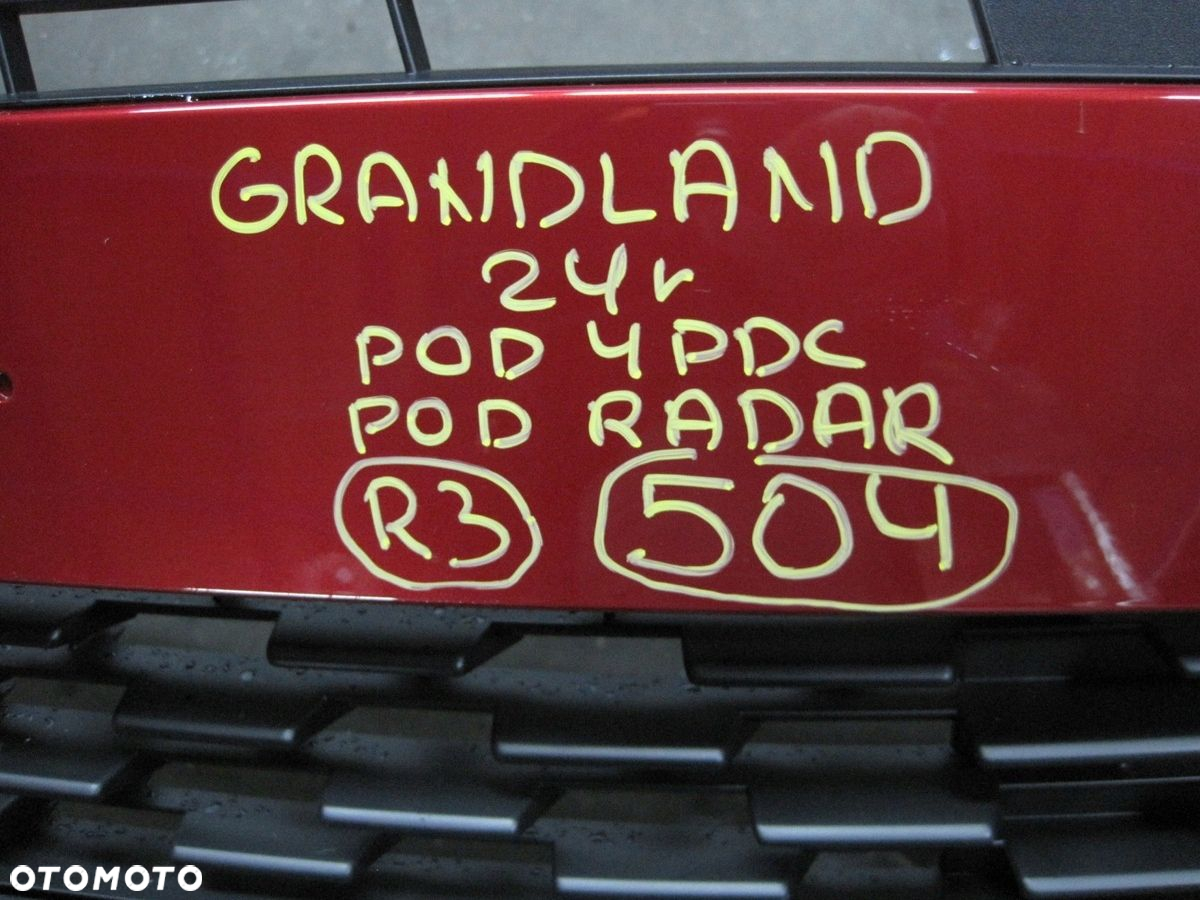 GRANDLAND
24r
POD 4PDC
POD RADAR
R3 504
OTOMOTO